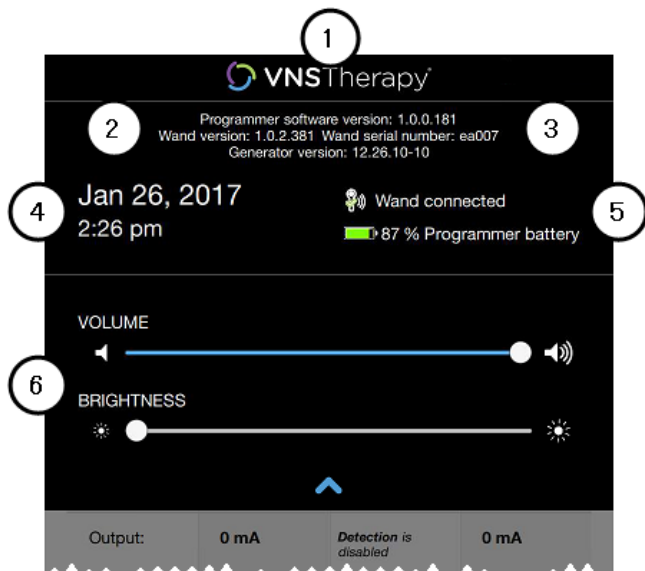 1
VNSTherapy
2
Programmer software version: 1.0.0.181
Wand version: 1.0.2.381 Wand serial number: ea007
Generator version: 12.26.10-10
3
4
Jan 26, 2017
2:26 pm
Wand connected
87 % Programmer battery
5
VOLUME
6
BRIGHTNESS
Output: 0 mA Detection is disabled 0 mA